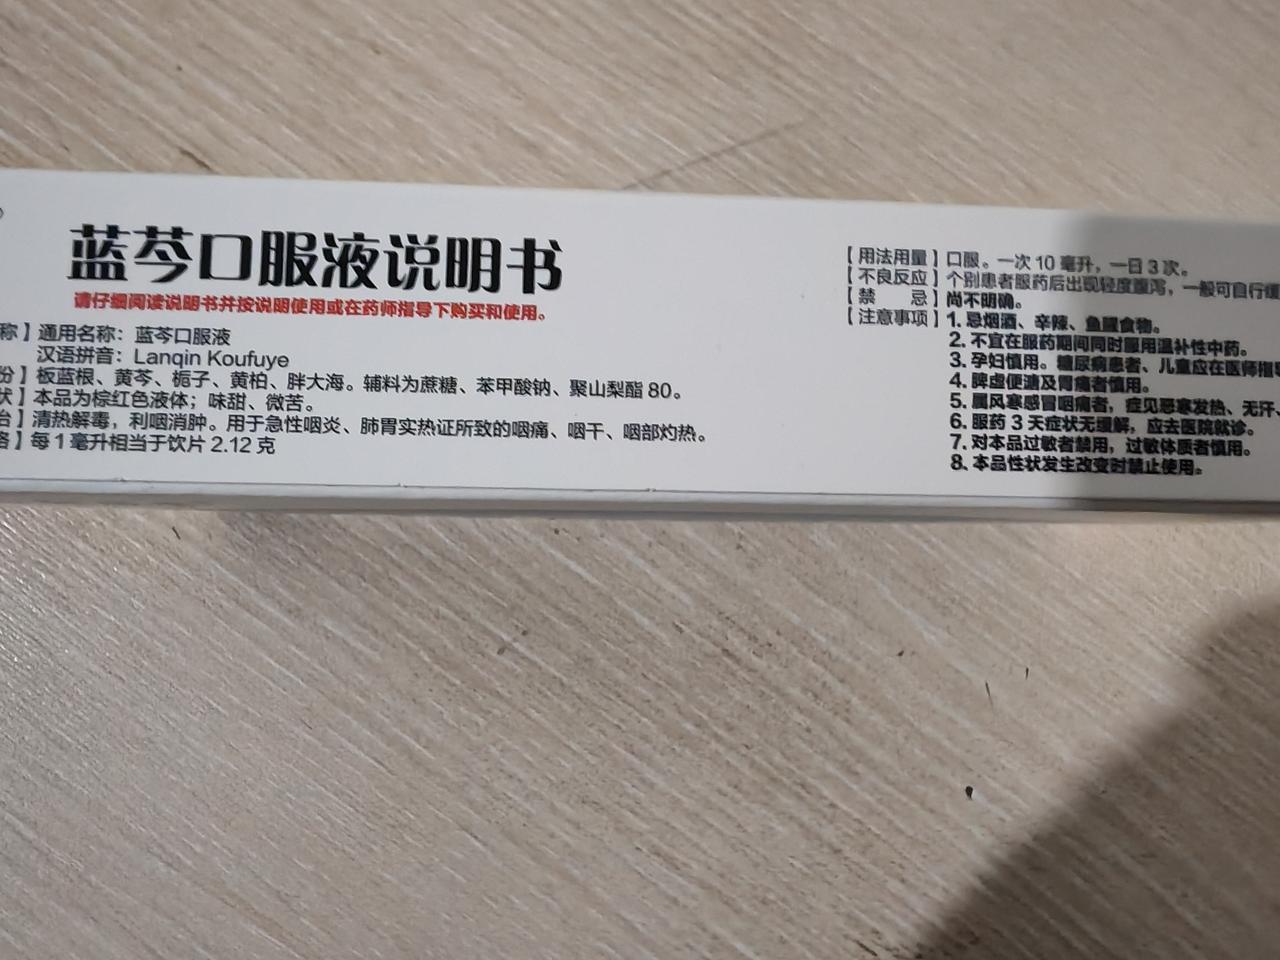 蓝芩口服液说明书
请仔细阅读说明书并按说明使用或在药师指导下购买和使用。
称】通用名称：蓝芩口服液
汉语拼音：Lanqin Koufuye
份】板蓝根、黄芩、栀子、黄柏、胖大海。辅料为蔗糖、苯甲酸钠、聚山梨酯 80。
状】本品为棕红色液体；味甜、微苦。
治】清热解毒，利咽消肿。用于急性咽炎、肺胃实热证所致的咽痛、咽干、咽部灼热。
格】每 1 毫升相当于饮片 2.12 克
【用法用量】口服。一次 10 毫升，一日 3 次。
【不良反应】个别患者服药后出现轻度腹泻，一般可自行缓
【禁 忌】尚不明确。
【注意事项】1. 忌烟酒、辛辣、鱼腥食物。
2. 不宜在服药期间同时服用温补性中药。
3. 孕妇慎用。糖尿病患者、儿童应在医师指导
4. 脾虚便溏及胃痛者慎用。
5. 属风寒感冒咽痛者，症见恶寒发热、无汗、
6. 服药 3 天症状无缓解，应去医院就诊。
7. 对本品过敏者禁用，过敏体质者慎用。
8. 本品性状发生改变时禁止使用。